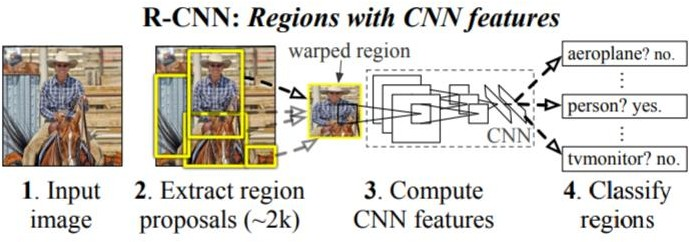 R-CNN: Regions with CNN features
warped region
aeroplane? no.
person? yes.
tvmonitor? no.
CNN
1. Input
image
2. Extract region
proposals (~2k)
3. Compute
CNN features
4. Classify
regions